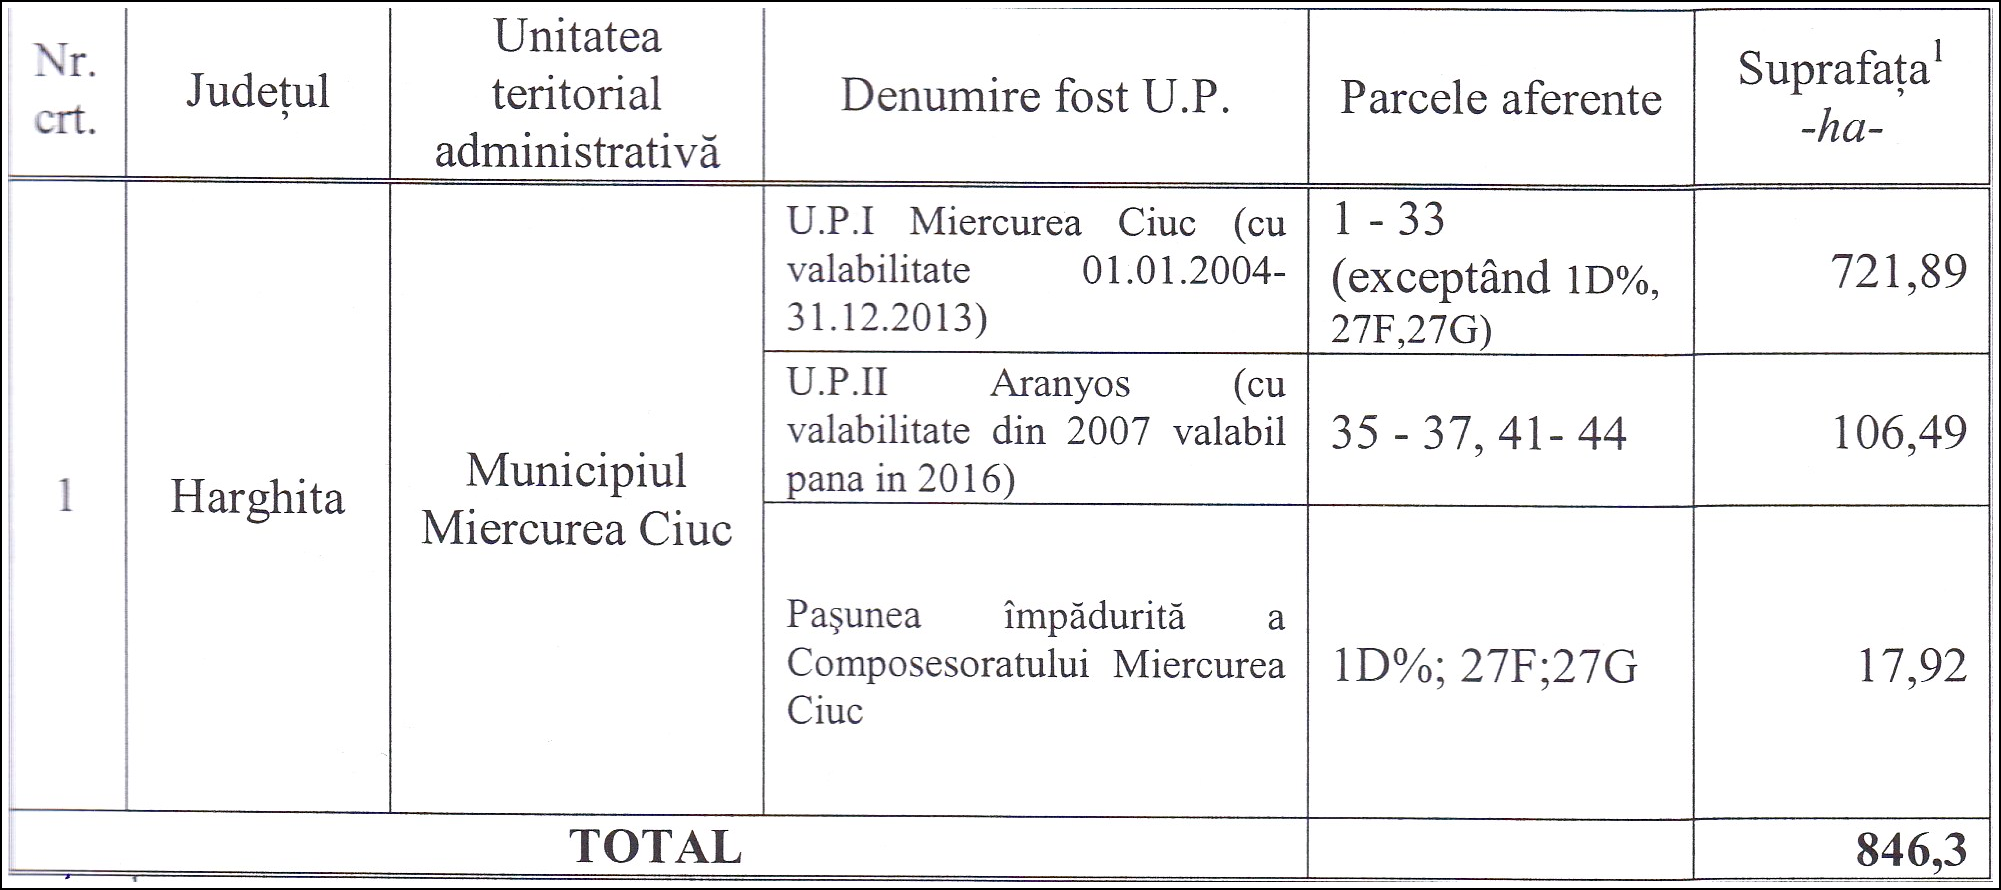 Nr.
crt.
Județul
Unitatea
teritorial
administrativă
Denumire fost U.P.
Parcele aferente
Suprafața¹
-ha-
1
Harghita
Municipiul
Miercurea Ciuc
U.P.I Miercurea Ciuc (cu
valabilitate 01.01.2004-
31.12.2013)
1 - 33
(exceptând 1D%,
27F,27G)
721,89
U.P.II Aranyos (cu
valabilitate din 2007 valabil
pana in 2016)
35 - 37, 41- 44
106,49
Paşunea împădurită a
Composesoratului Miercurea
Ciuc
1D%; 27F;27G
17,92
TOTAL
846,3